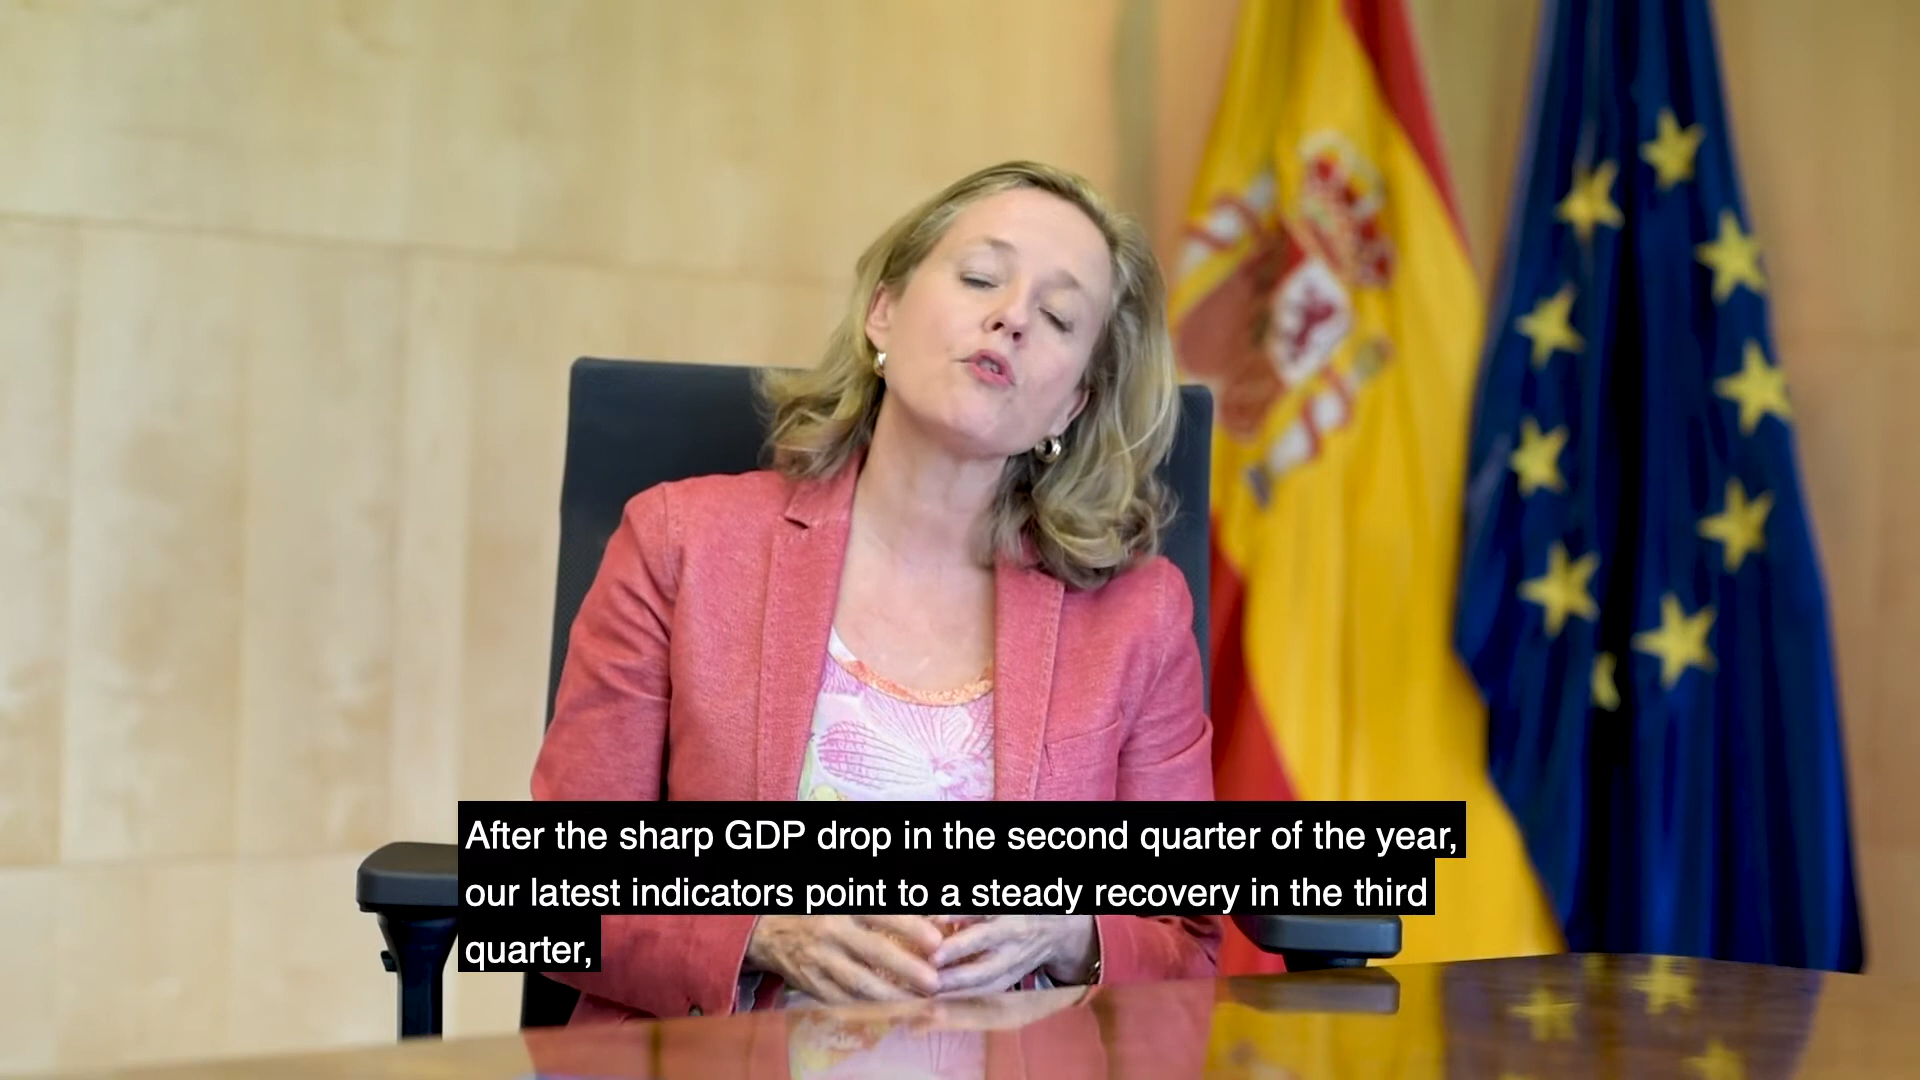 After the sharp GDP drop in the second quarter of the year,
our latest indicators point to a steady recovery in the third
quarter,